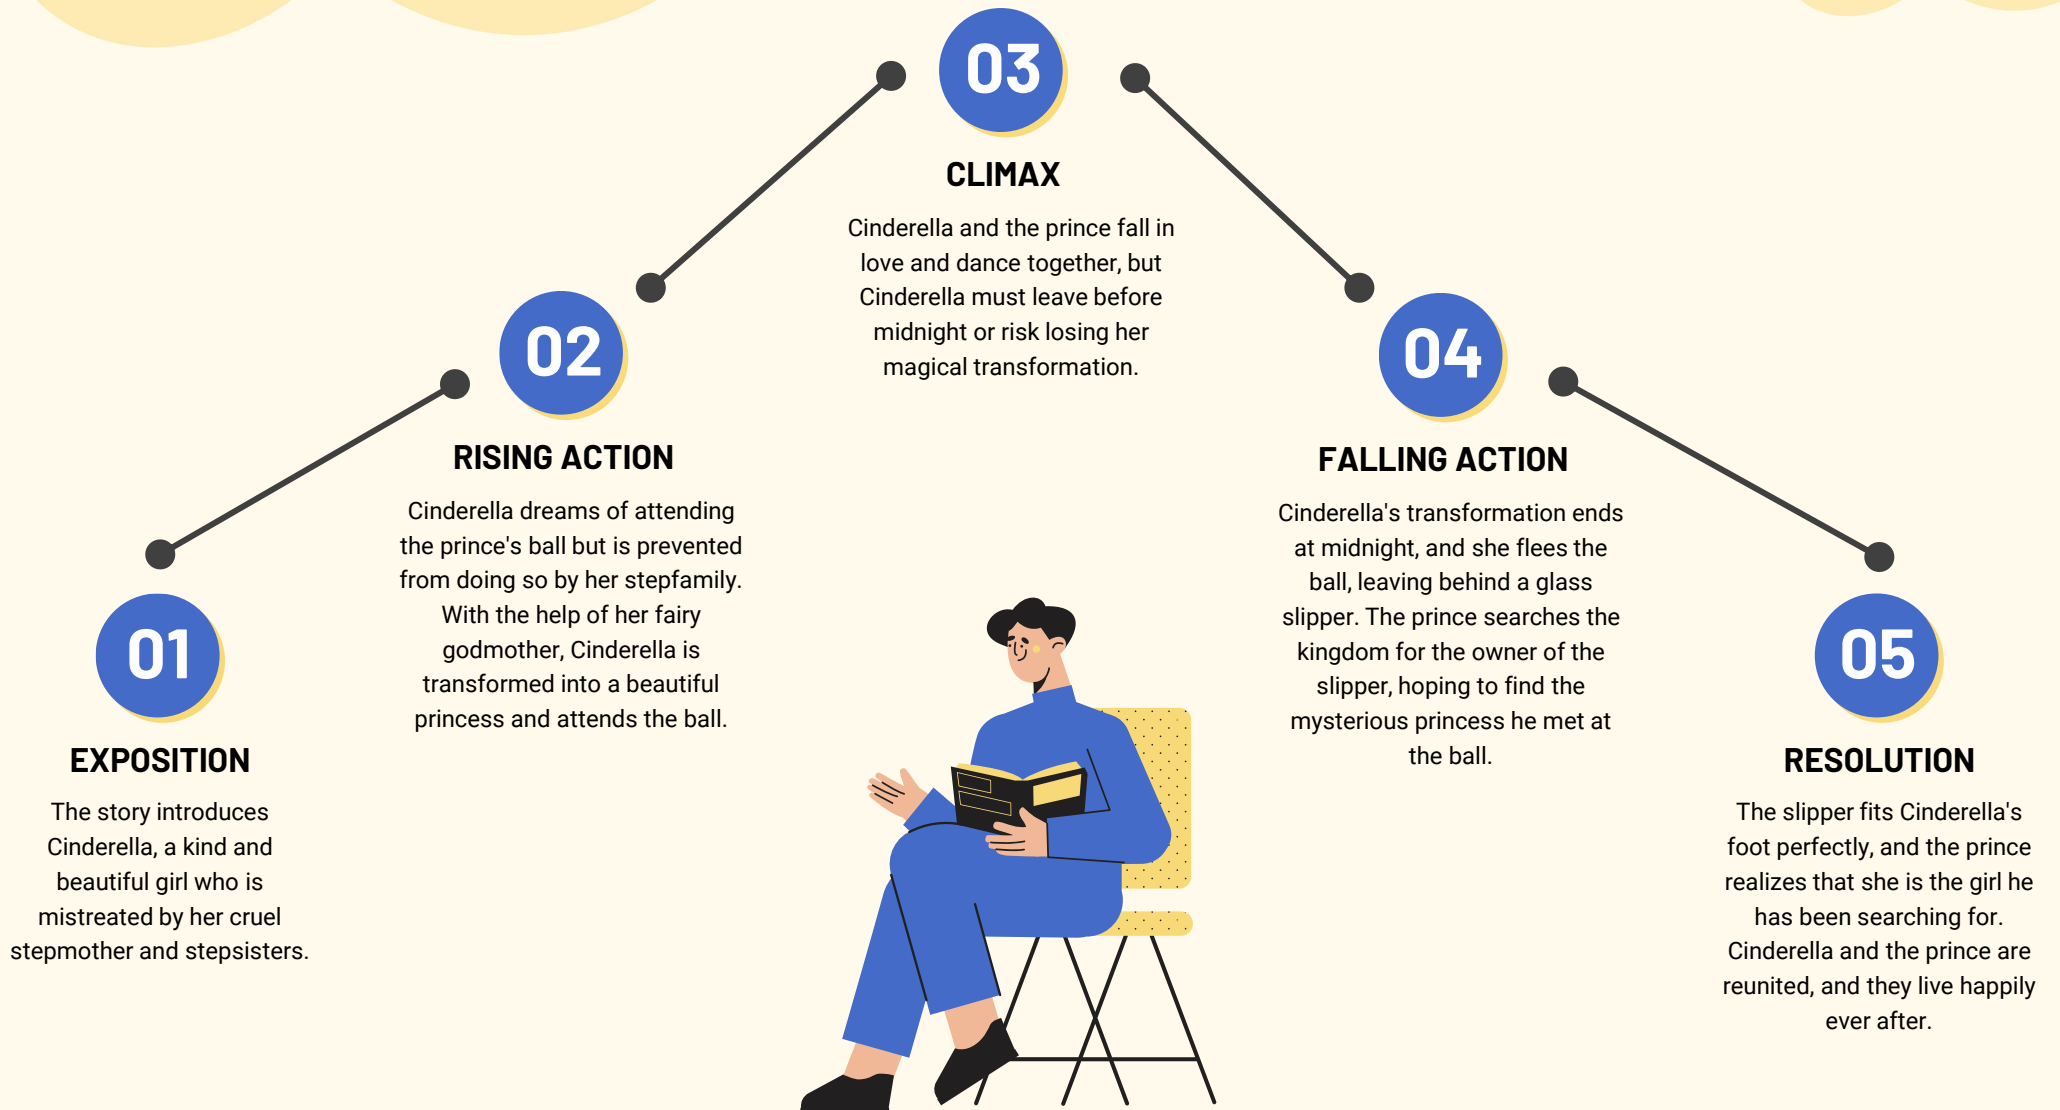 01
EXPOSITION
The story introduces
Cinderella, a kind and
beautiful girl who is
mistreated by her cruel
stepmother and stepsisters.
02
RISING ACTION
Cinderella dreams of attending
the prince's ball but is prevented
from doing so by her stepfamily.
With the help of her fairy
godmother, Cinderella is
transformed into a beautiful
princess and attends the ball.
03
CLIMAX
Cinderella and the prince fall in
love and dance together, but
Cinderella must leave before
midnight or risk losing her
magical transformation.
04
FALLING ACTION
Cinderella's transformation ends
at midnight, and she flees the
ball, leaving behind a glass
slipper. The prince searches the
kingdom for the owner of the
slipper, hoping to find the
mysterious princess he met at
the ball.
05
RESOLUTION
The slipper fits Cinderella's
foot perfectly, and the prince
realizes that she is the girl he
has been searching for.
Cinderella and the prince are
reunited, and they live happily
ever after.